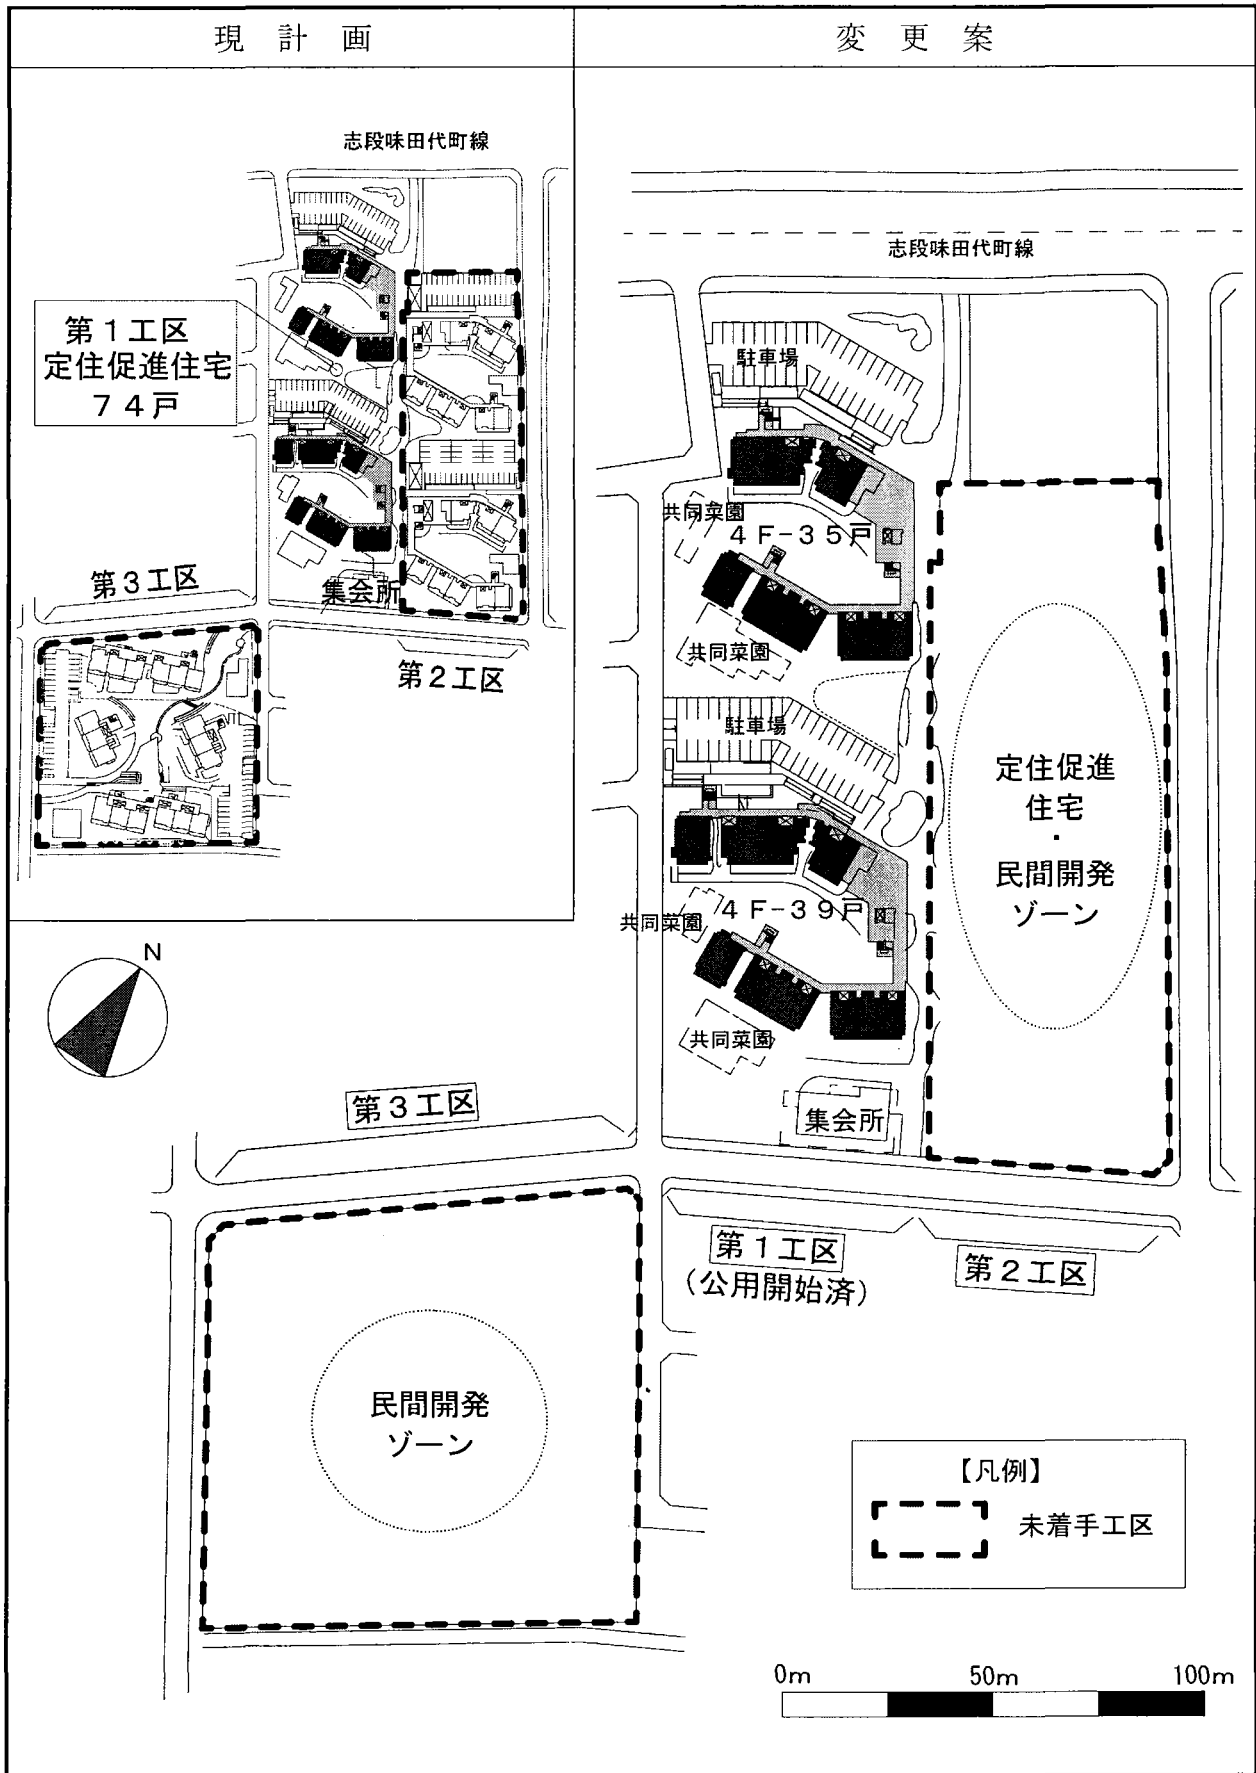 現計画
変更案
志段味田代町線
第1工区
定住促進住宅
74戸
集会所
第3工区
第2工区
志段味田代町線
駐車場
共同菜園
4F-35戸
共同菜園
駐車場
共同菜園
4F-39戸
共同菜園
集会所
定住促進
住宅
・
民間開発
ゾーン
N
第3工区
第1工区
(公用開始済)
第2工区
民間開発
ゾーン
【凡例】
未着手工区
0m 50m 100m